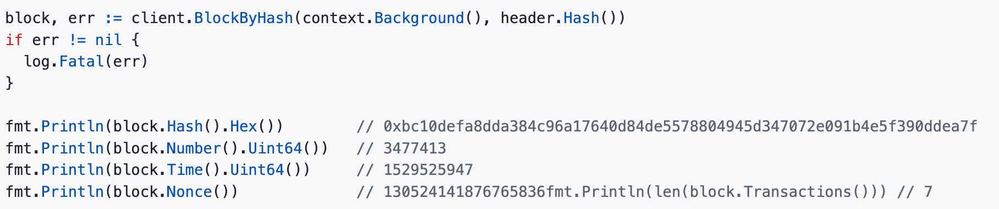 block, err := client.BlockByHash(context.Background(), header.Hash())
if err != nil {
  log.Fatal(err)
}

fmt.Println(block.Hash().Hex())        // 0xbc10defa8dda384c96a17640d84de5578804945d347072e091b4e5f390ddea7f
fmt.Println(block.Number().Uint64())   // 3477413
fmt.Println(block.Time().Uint64())     // 1529525947
fmt.Println(block.Nonce())             // 130524141876765836fmt.Println(len(block.Transactions())) // 7